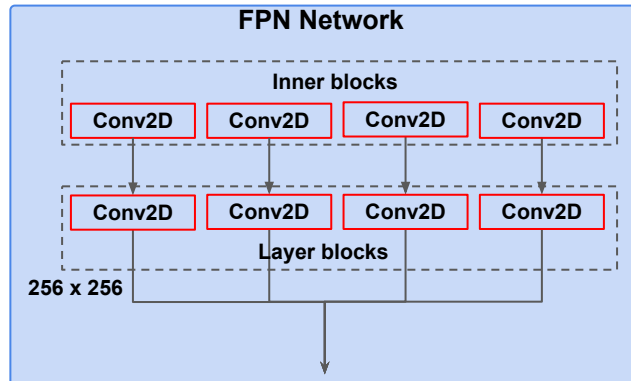 FPN Network
Inner blocks
Conv2D Conv2D Conv2D Conv2D
Conv2D Conv2D Conv2D Conv2D
Layer blocks
256 x 256